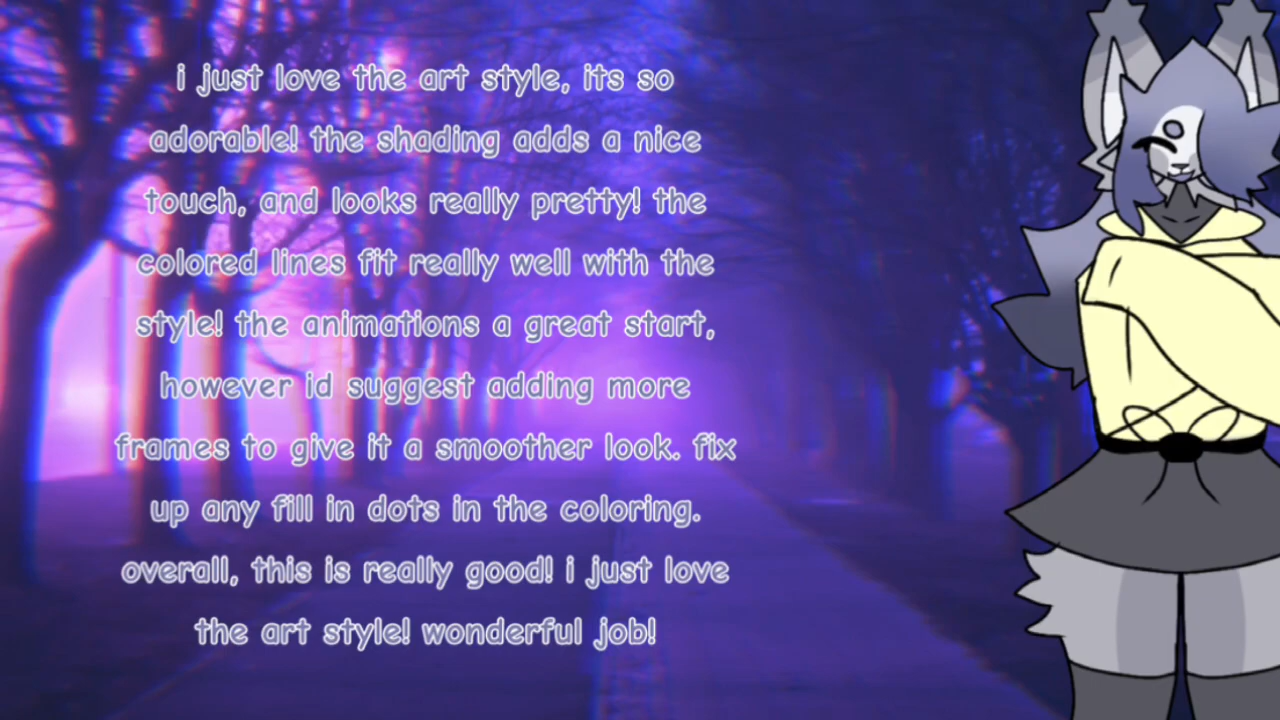 i just love the art style, its so
adorable! the shading adds a nice
touch, and looks really pretty! the
colored lines fit really well with the
style! the animations a great start,
however id suggest adding more
frames to give it a smoother look. fix
up any fill in dots in the coloring.
overall, this is really good! i just love
the art style! wonderful job!